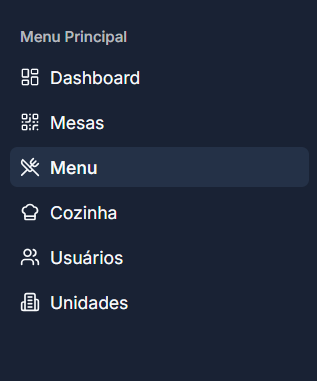 Menu Principal
Dashboard
Mesas
Menu
Cozinha
Usuários
Unidades